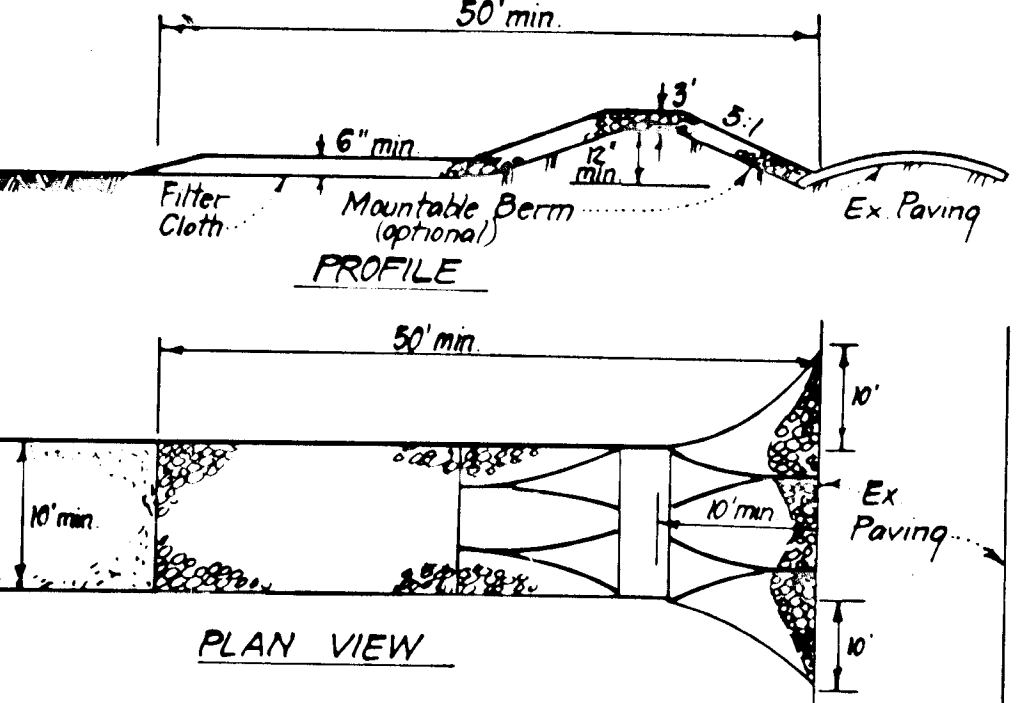 50' min.
3'
5:1
6" min.
12"
min.
Filter
Cloth
Mountable Berm
(optional)
Ex. Paving
PROFILE
50' min.
10'
10' min.
10' min
Ex
Paving
10'
PLAN VIEW